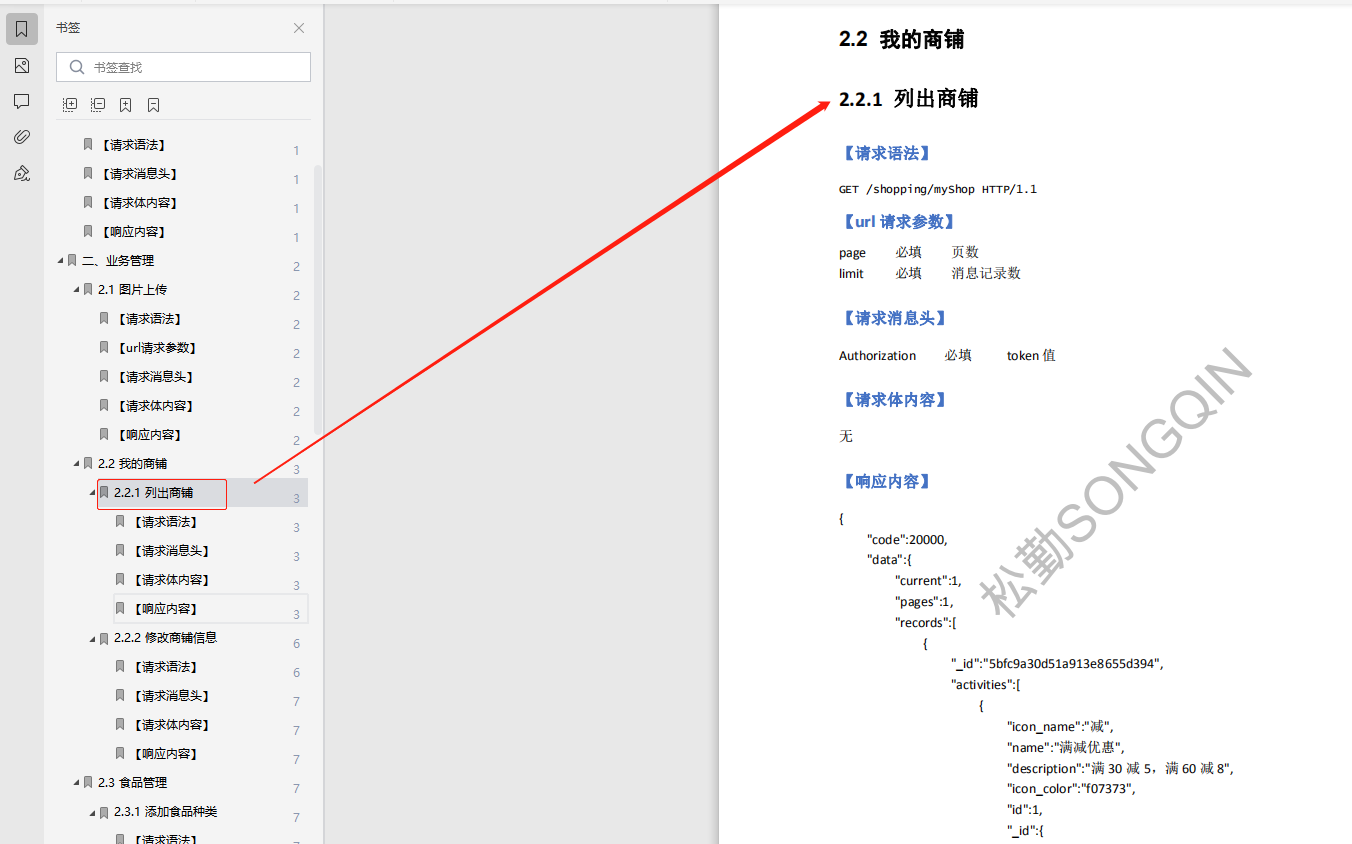 书签
书签查找
【请求语法】 1
【请求消息头】 1
【请求体内容】 1
【响应内容】 1
二、业务管理 2
2.1 图片上传 2
【请求语法】 2
【url请求参数】 2
【请求消息头】 2
【请求体内容】 2
【响应内容】 2
2.2 我的商铺 3
2.2.1 列出商铺 3
【请求语法】 3
【请求消息头】 3
【请求体内容】 3
【响应内容】 3
2.2.2 修改商铺信息 6
【请求语法】 6
【请求消息头】 7
【请求体内容】 7
【响应内容】 7
2.3 食品管理 7
2.3.1 添加食品种类 7
【请求语法】
2.2 我的商铺
2.2.1 列出商铺
【请求语法】
GET /shopping/myShop HTTP/1.1
【url 请求参数】
page 必填 页数
limit 必填 消息记录数
【请求消息头】
Authorization 必填 token 值
【请求体内容】
无
【响应内容】
{
"code":20000,
"data":{
"current":1,
"pages":1,
"records":[
{
"_id":"5bfc9a30d51a913e8655d394",
"activities":[
{
"icon_name":"减",
"name":"满减优惠",
"description":"满 30 减 5，满 60 减 8",
"icon_color":"f07373",
"id":1,
"_id":{
松勤SONGQIN